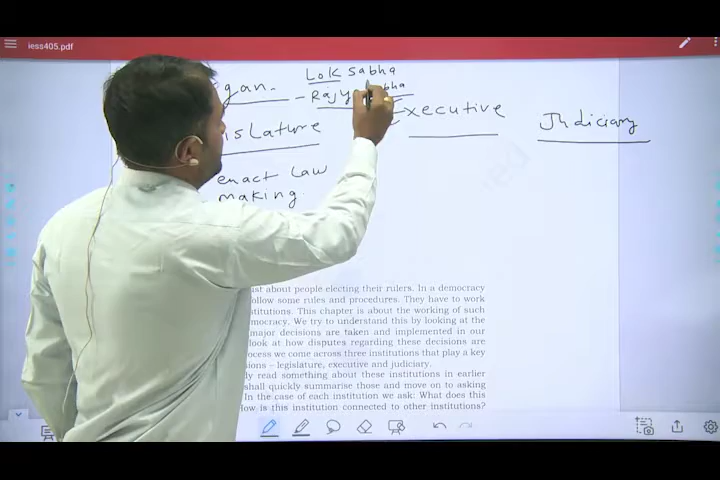 iess405.pdf
Lok Sabha
gan.
Executive
Judiciary
enact law
making.
ust about people electing their rulers. In a democracy
ollow some rules and procedures. They have to work
stitutions. This chapter is about the working of such
mocracy. We try to understand this by looking at the
major decisions are taken and implemented in our
look at how disputes regarding these decisions are
ocess we come across three institutions that play a key
ions – legislature, executive and judiciary.
ly read something about these institutions in earlier
shall quickly summarise those and move on to asking
In the case of each institution we ask: What does this
How is this institution connected to other institutions?